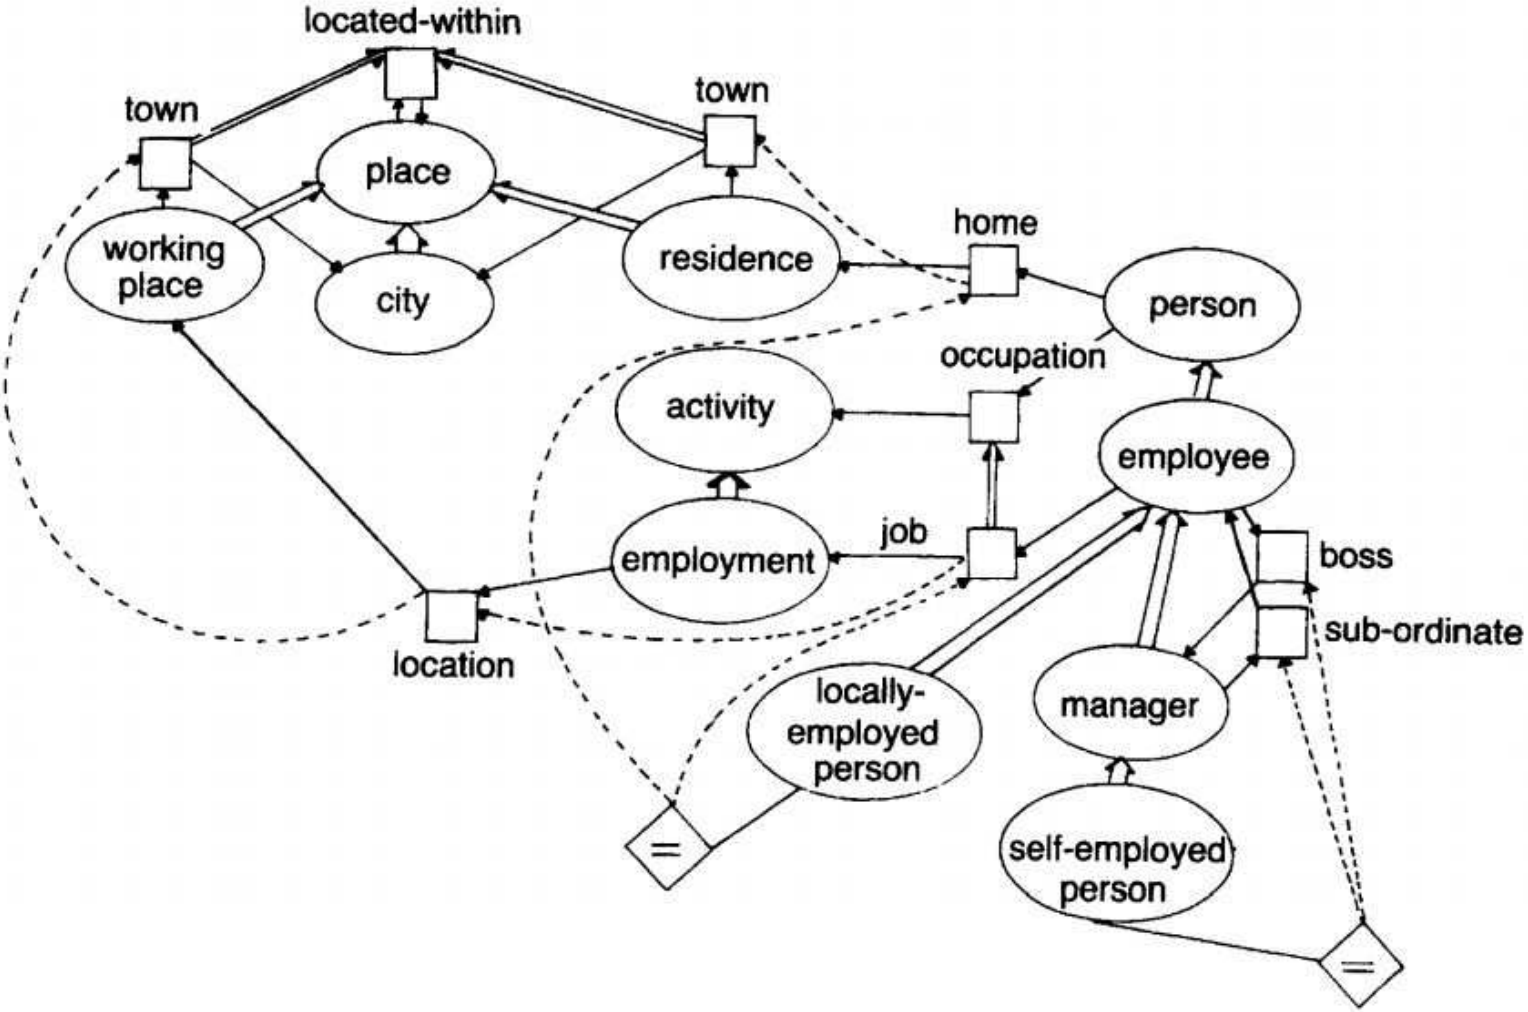 located-within
town
town
place
working
place
city
residence
home
person
occupation
activity
employee
job
employment
boss
sub-ordinate
location
locally-
employed
person
manager
self-employed
person
=
=